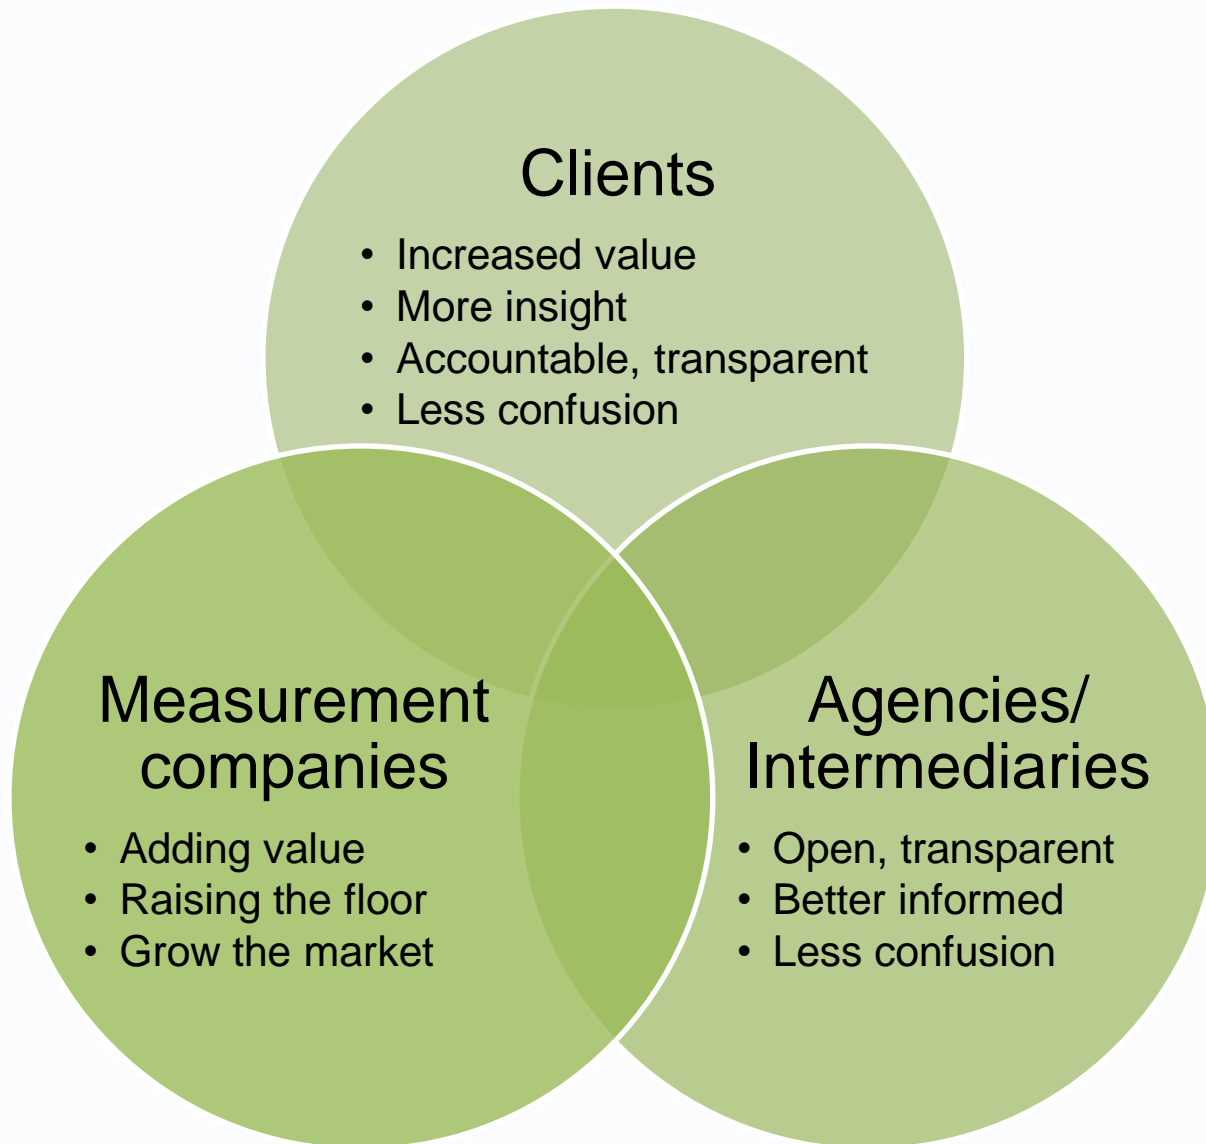 Clients
• Increased value
• More insight
• Accountable, transparent
• Less confusion
Measurement
companies
• Adding value
• Raising the floor
• Grow the market
Agencies/
Intermediaries
• Open, transparent
• Better informed
• Less confusion